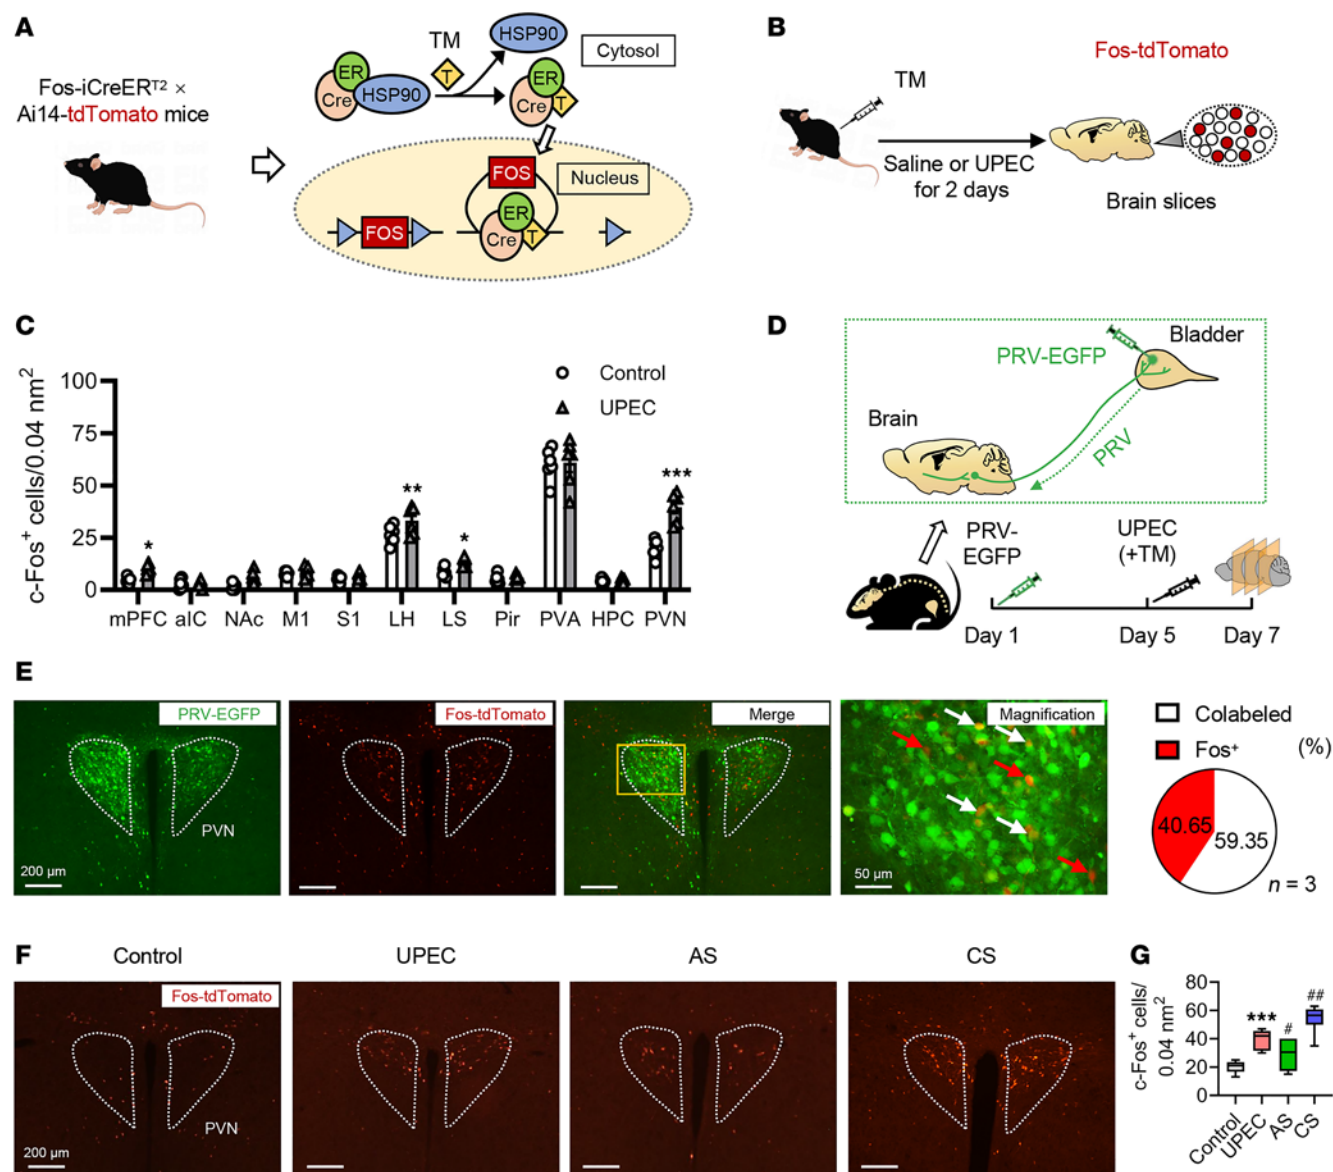 A
Fos-iCreERT2 ×
Ai14-tdTomato mice
TM
HSP90
Cytosol
ER
Cre
HSP90
T
ER
Cre
T
FOS
Nucleus
FOS
ER
Cre
T
B
Fos-tdTomato
TM
Saline or UPEC
for 2 days
Brain slices
C
c-Fos+ cells/0.04 nm2
100
75
50
25
0
Control
UPEC
*
**
*
***
mPFC aIC NAc M1 S1 LH LS Pir PVA HPC PVN
D
PRV-EGFP
Bladder
Brain
PRV
PRV-
EGFP
UPEC
(+TM)
Day 1
Day 5
Day 7
E
PRV-EGFP
PVN
200 µm
Fos-tdTomato
Merge
Magnification
50 µm
Colabeled
Fos+
(%)
40.65
59.35
n = 3
F
Control
UPEC
AS
CS
Fos-tdTomato
PVN
200 µm
G
c-Fos+ cells/
0.04 nm2
80
60
40
20
0
***
#
##
Control
UPEC
AS
CS